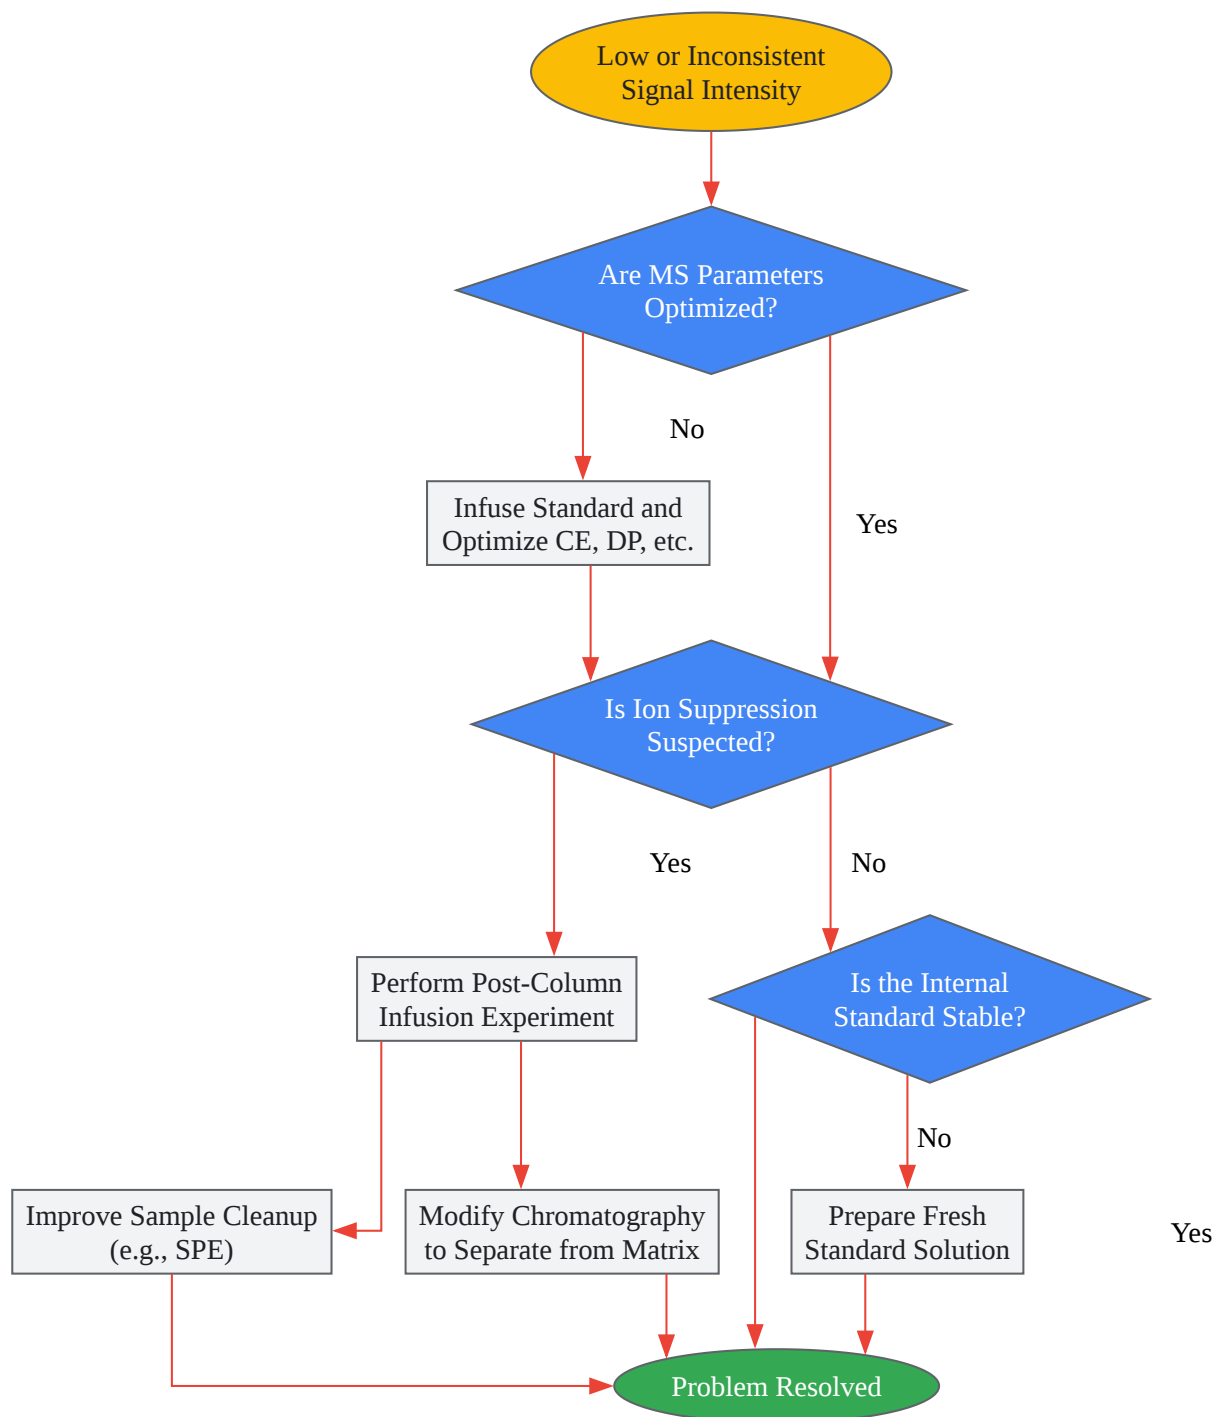 Low or Inconsistent
Signal Intensity
Are MS Parameters
Optimized?
No
Infuse Standard and
Optimize CE, DP, etc.
Yes
Is Ion Suppression
Suspected?
Yes
No
Perform Post-Column
Infusion Experiment
Is the Internal
Standard Stable?
No
Improve Sample Cleanup
(e.g., SPE)
Modify Chromatography
to Separate from Matrix
Prepare Fresh
Standard Solution
Yes
Problem Resolved